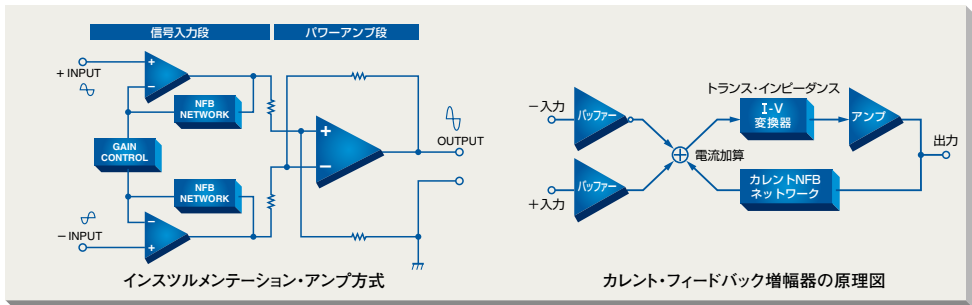 信号入力段
パワーアンプ段
+ INPUT
+
−
NFB
NETWORK
GAIN
CONTROL
NFB
NETWORK
−
+
− INPUT
+
−
OUTPUT
インスツルメンテーション・アンプ方式
トランス・インピーダンス
−入力
バッファー
I-V
変換器
アンプ
出力
電流加算
+入力
バッファー
カレントNFB
ネットワーク
カレント・フィードバック増幅器の原理図